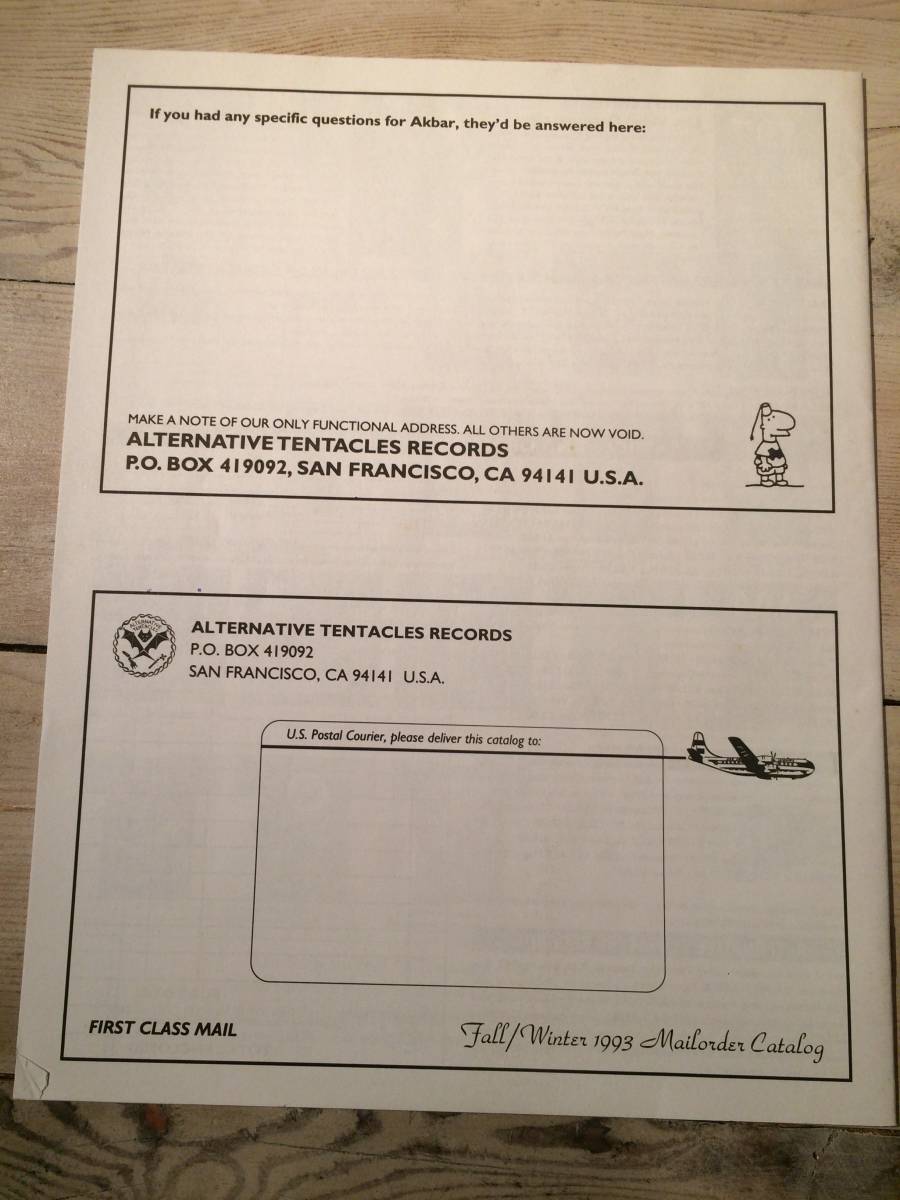 If you had any specific questions for Akbar, they'd be answered here:
MAKE A NOTE OF OUR ONLY FUNCTIONAL ADDRESS. ALL OTHERS ARE NOW VOID.
ALTERNATIVE TENTACLES RECORDS
P.O. BOX 419092, SAN FRANCISCO, CA 94141 U.S.A.
ALTERNATIVE
TENTACLES
ALTERNATIVE TENTACLES RECORDS
P.O. BOX 419092
SAN FRANCISCO, CA 94141 U.S.A.
U.S. Postal Courier, please deliver this catalog to:
FIRST CLASS MAIL
Fall/Winter 1993 Mailorder Catalog